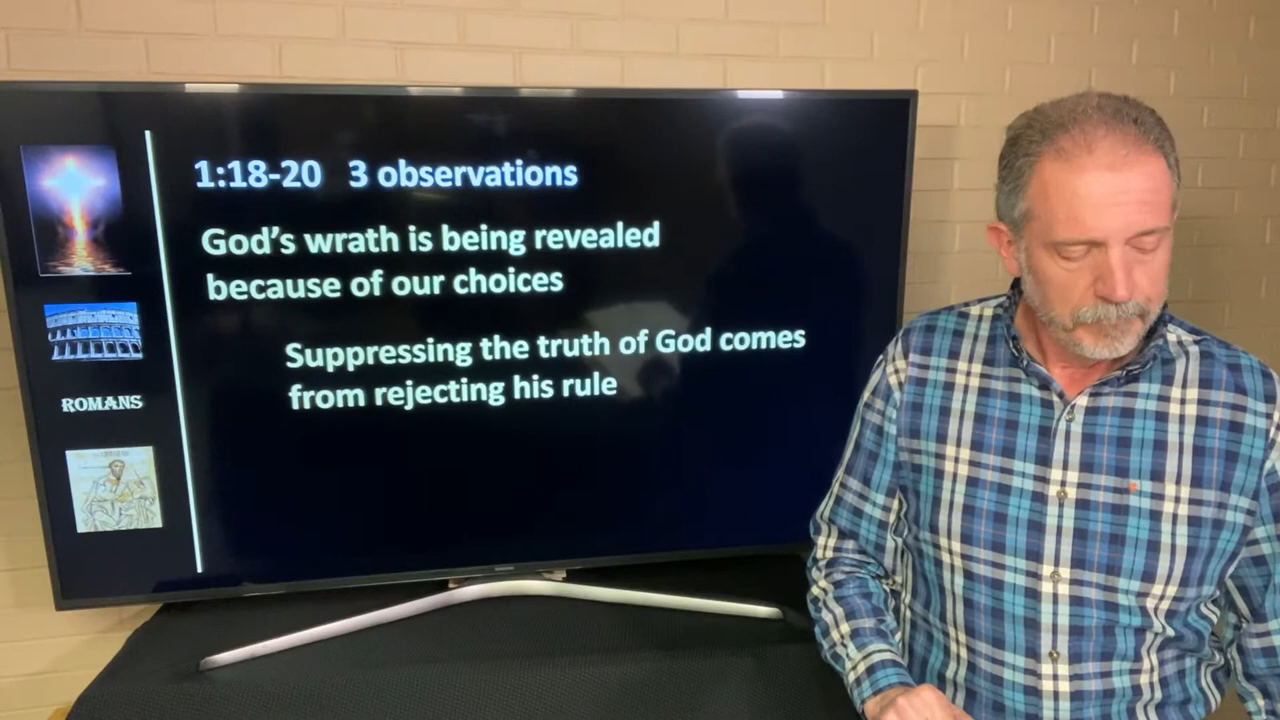 1:18-20 3 observations
God's wrath is being revealed
because of our choices
Suppressing the truth of God comes
from rejecting his rule
ROMANS